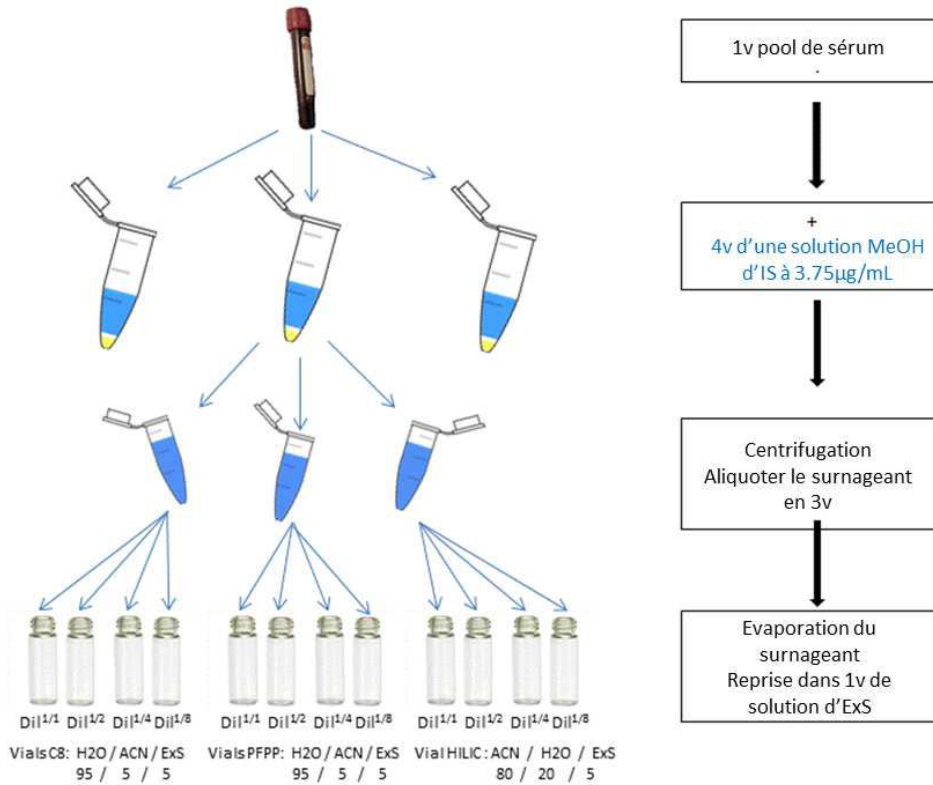 1v pool de sérum
.
+
4v d’une solution MeOH
d’IS à 3.75µg/mL
Centrifugation
Aliquoter le surnageant
en 3v
Evaporation du
surnageant
Reprise dans 1v de
solution d’ExS
Dil1/1 Dil1/2 Dil1/4 Dil1/8 Dil1/1 Dil1/2 Dil1/4 Dil1/8 Dil1/1 Dil1/2 Dil1/4 Dil1/8
Vials C8: H2O / ACN / ExS
95 / 5 / 5
Vials PFPP: H2O / ACN / ExS
95 / 5 / 5
Vial HILIC : ACN / H2O / ExS
80 / 20 / 5